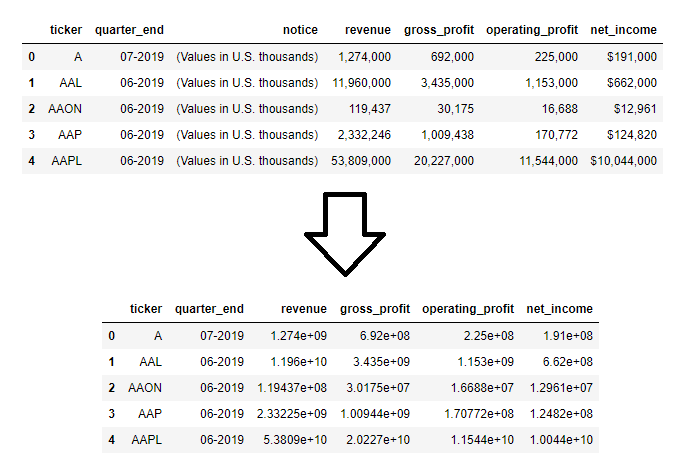 ticker quarter_end notice revenue gross_profit operating_profit net_income
0 A 07-2019 (Values in U.S. thousands) 1,274,000 692,000 225,000 $191,000
1 AAL 06-2019 (Values in U.S. thousands) 11,960,000 3,435,000 1,153,000 $662,000
2 AAON 06-2019 (Values in U.S. thousands) 119,437 30,175 16,688 $12,961
3 AAP 06-2019 (Values in U.S. thousands) 2,332,246 1,009,438 170,772 $124,820
4 AAPL 06-2019 (Values in U.S. thousands) 53,809,000 20,227,000 11,544,000 $10,044,000
ticker quarter_end revenue gross_profit operating_profit net_income
0 A 07-2019 1.274e+09 6.92e+08 2.25e+08 1.91e+08
1 AAL 06-2019 1.196e+10 3.435e+09 1.153e+09 6.62e+08
2 AAON 06-2019 1.19437e+08 3.0175e+07 1.6688e+07 1.2961e+07
3 AAP 06-2019 2.33225e+09 1.00944e+09 1.70772e+08 1.2482e+08
4 AAPL 06-2019 5.3809e+10 2.0227e+10 1.1544e+10 1.0044e+10